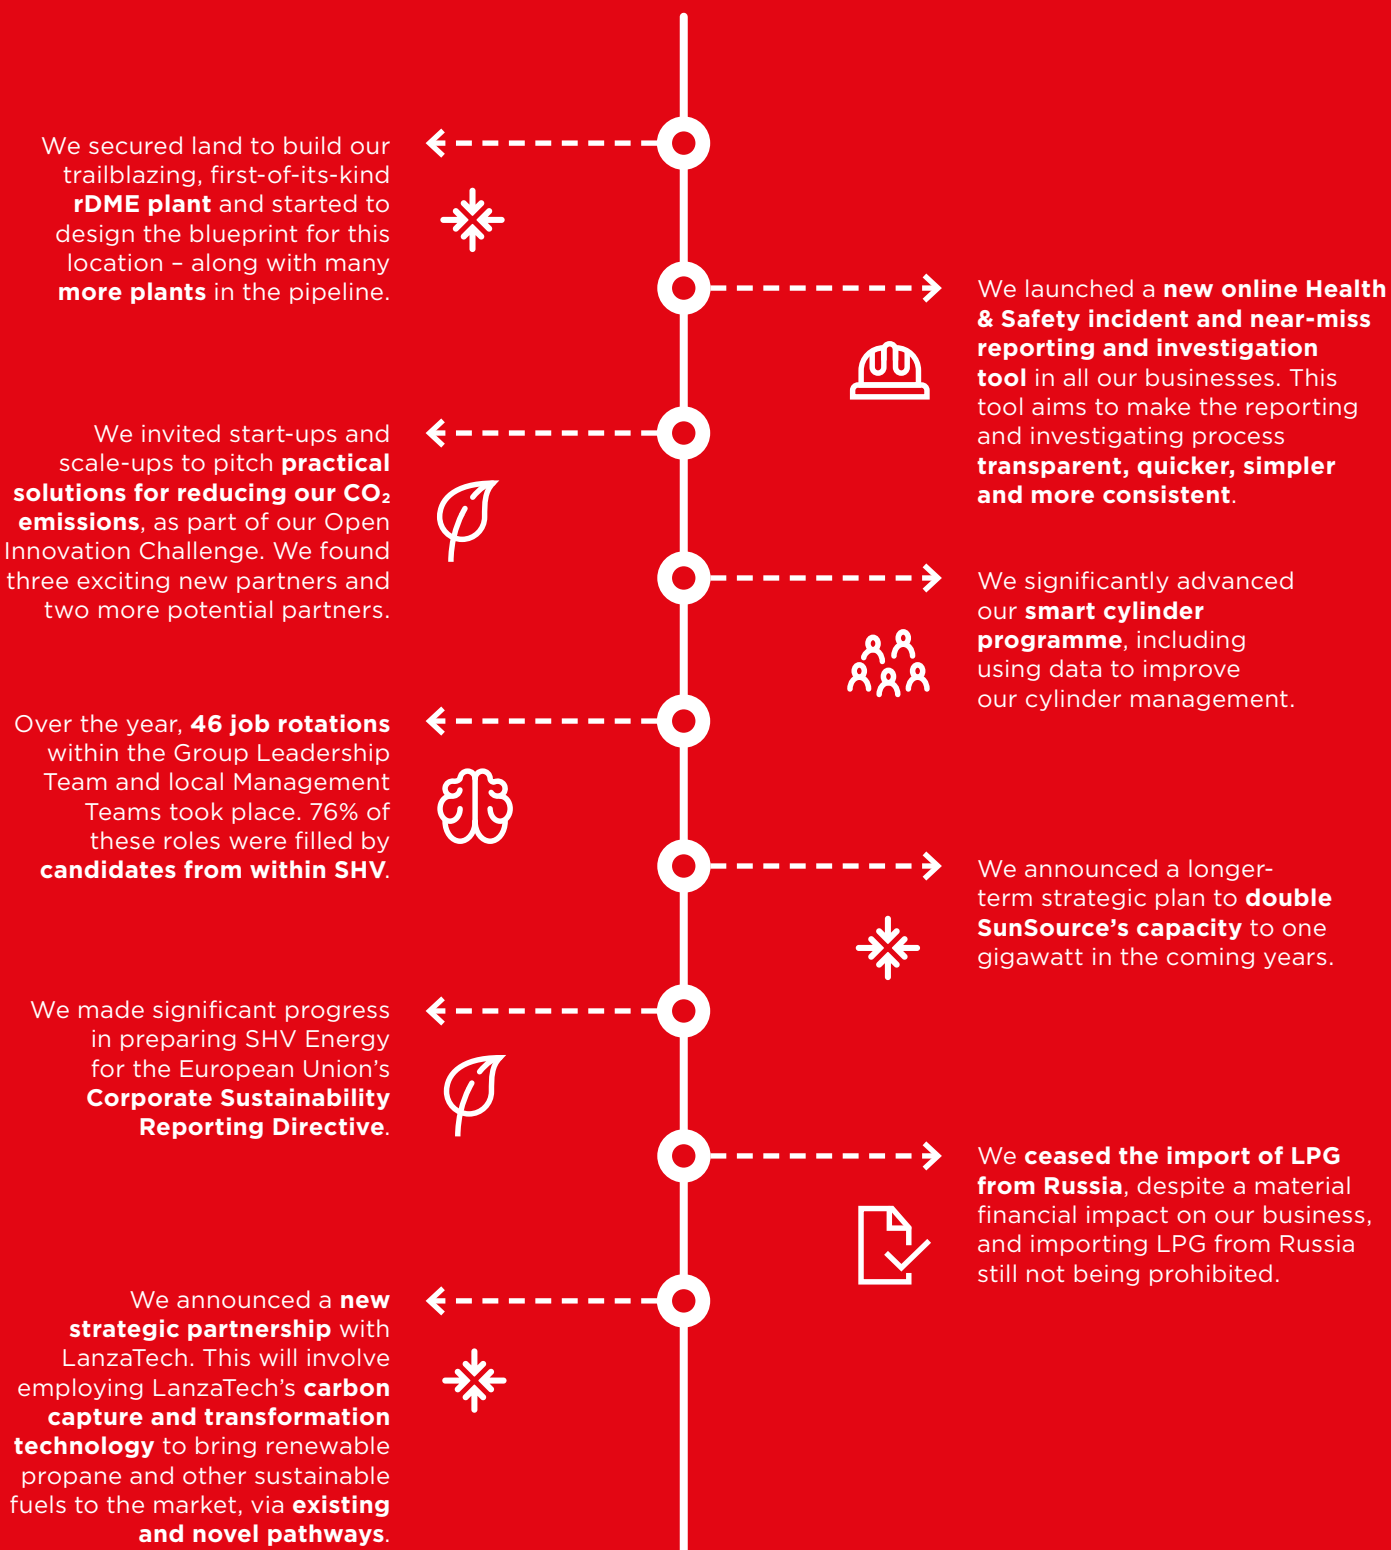 We secured land to build our
trailblazing, first-of-its-kind
rDME plant and started to
design the blueprint for this
location – along with many
more plants in the pipeline.
We launched a new online Health
& Safety incident and near-miss
reporting and investigation
tool in all our businesses. This
tool aims to make the reporting
and investigating process
transparent, quicker, simpler
and more consistent.
We invited start-ups and
scale-ups to pitch practical
solutions for reducing our CO₂
emissions, as part of our Open
Innovation Challenge. We found
three exciting new partners and
two more potential partners.
We significantly advanced
our smart cylinder
programme, including
using data to improve
our cylinder management.
Over the year, 46 job rotations
within the Group Leadership
Team and local Management
Teams took place. 76% of
these roles were filled by
candidates from within SHV.
We announced a longer-
term strategic plan to double
SunSource's capacity to one
gigawatt in the coming years.
We made significant progress
in preparing SHV Energy
for the European Union's
Corporate Sustainability
Reporting Directive.
We ceased the import of LPG
from Russia, despite a material
financial impact on our business,
and importing LPG from Russia
still not being prohibited.
We announced a new
strategic partnership with
LanzaTech. This will involve
employing LanzaTech's carbon
capture and transformation
technology to bring renewable
propane and other sustainable
fuels to the market, via existing
and novel pathways.